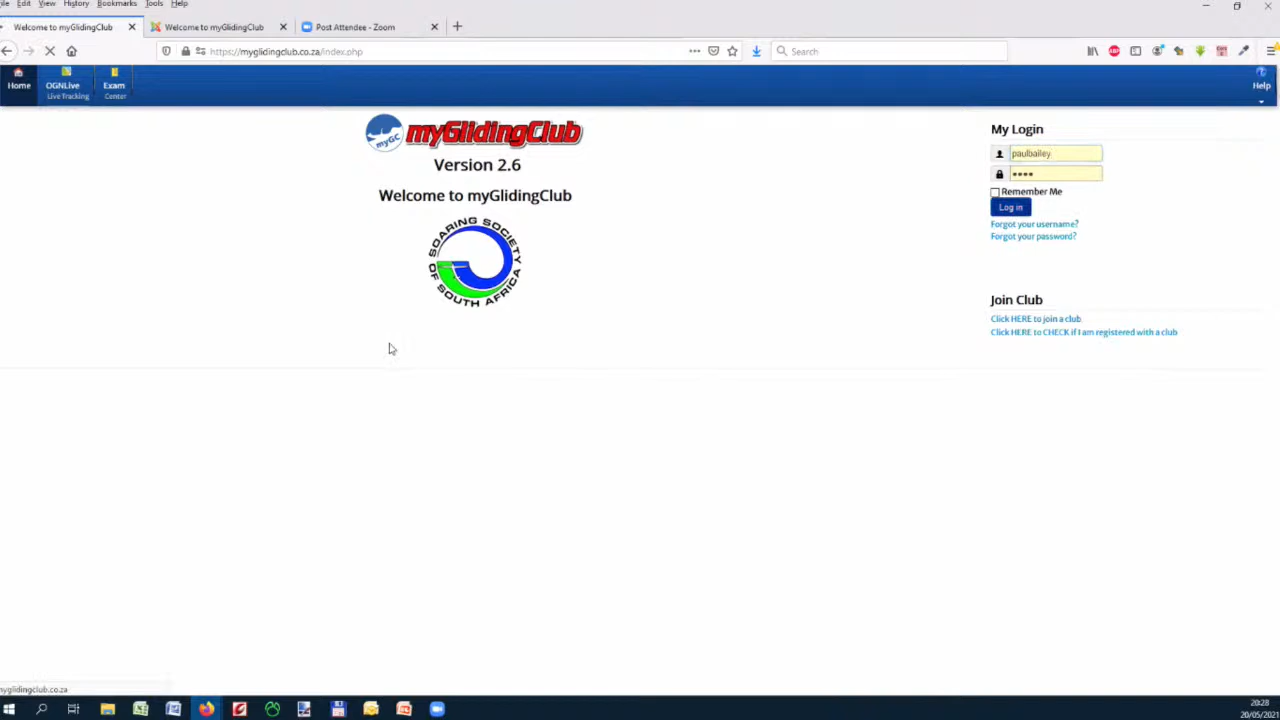 File Edit View History Bookmarks Tools Help
Welcome to myGlidingClub
Welcome to myGlidingClub
Post Attendee - Zoom
https://myglidingclub.co.za/index.php
Search
Home
OGNLive
Live Tracking
Exam
Center
Help
myGC
myGlidingClub
Version 2.6
Welcome to myGlidingClub
SOARING SOCIETY
OF SOUTH AFRICA
My Login
paulbailey
••••
Remember Me
Log in
Forgot your username?
Forgot your password?
Join Club
Click HERE to join a club
Click HERE to CHECK if I am registered with a club
myglidingclub.co.za
20:28
20/05/2021